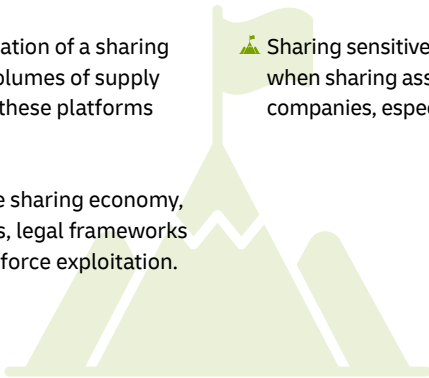 ation of a sharing
olumes of supply
these platforms
e sharing economy,
s, legal frameworks
force exploitation.
Sharing sensitive
when sharing ass
companies, espec